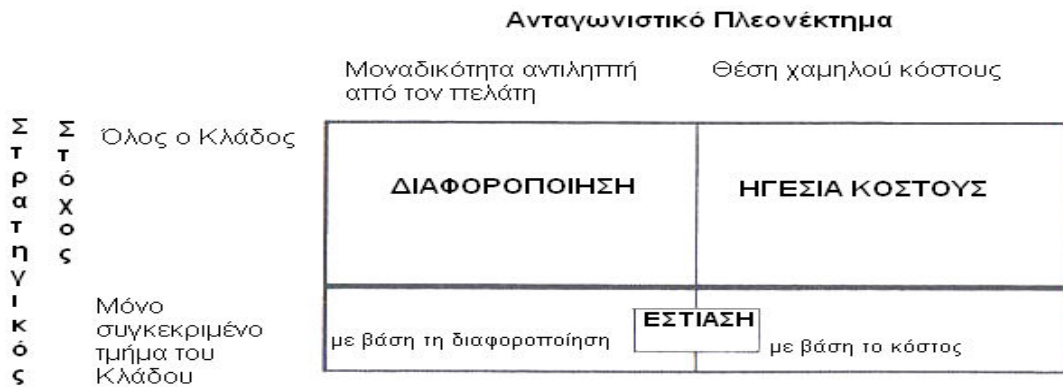 Ανταγωνιστικό Πλεονέκτημα
Μοναδικότητα αντιληπτή
από τον πελάτη
Θέση χαμηλού κόστους
Στρατηγικός
Στόχος
Όλος ο Κλάδος
ΔΙΑΦΟΡΟΠΟΙΗΣΗ
ΗΓΕΣΙΑ ΚΟΣΤΟΥΣ
Μόνο
συγκεκριμένο
τμήμα του
Κλάδου
με βάση τη διαφοροποίηση
ΕΣΤΙΑΣΗ
με βάση το κόστος